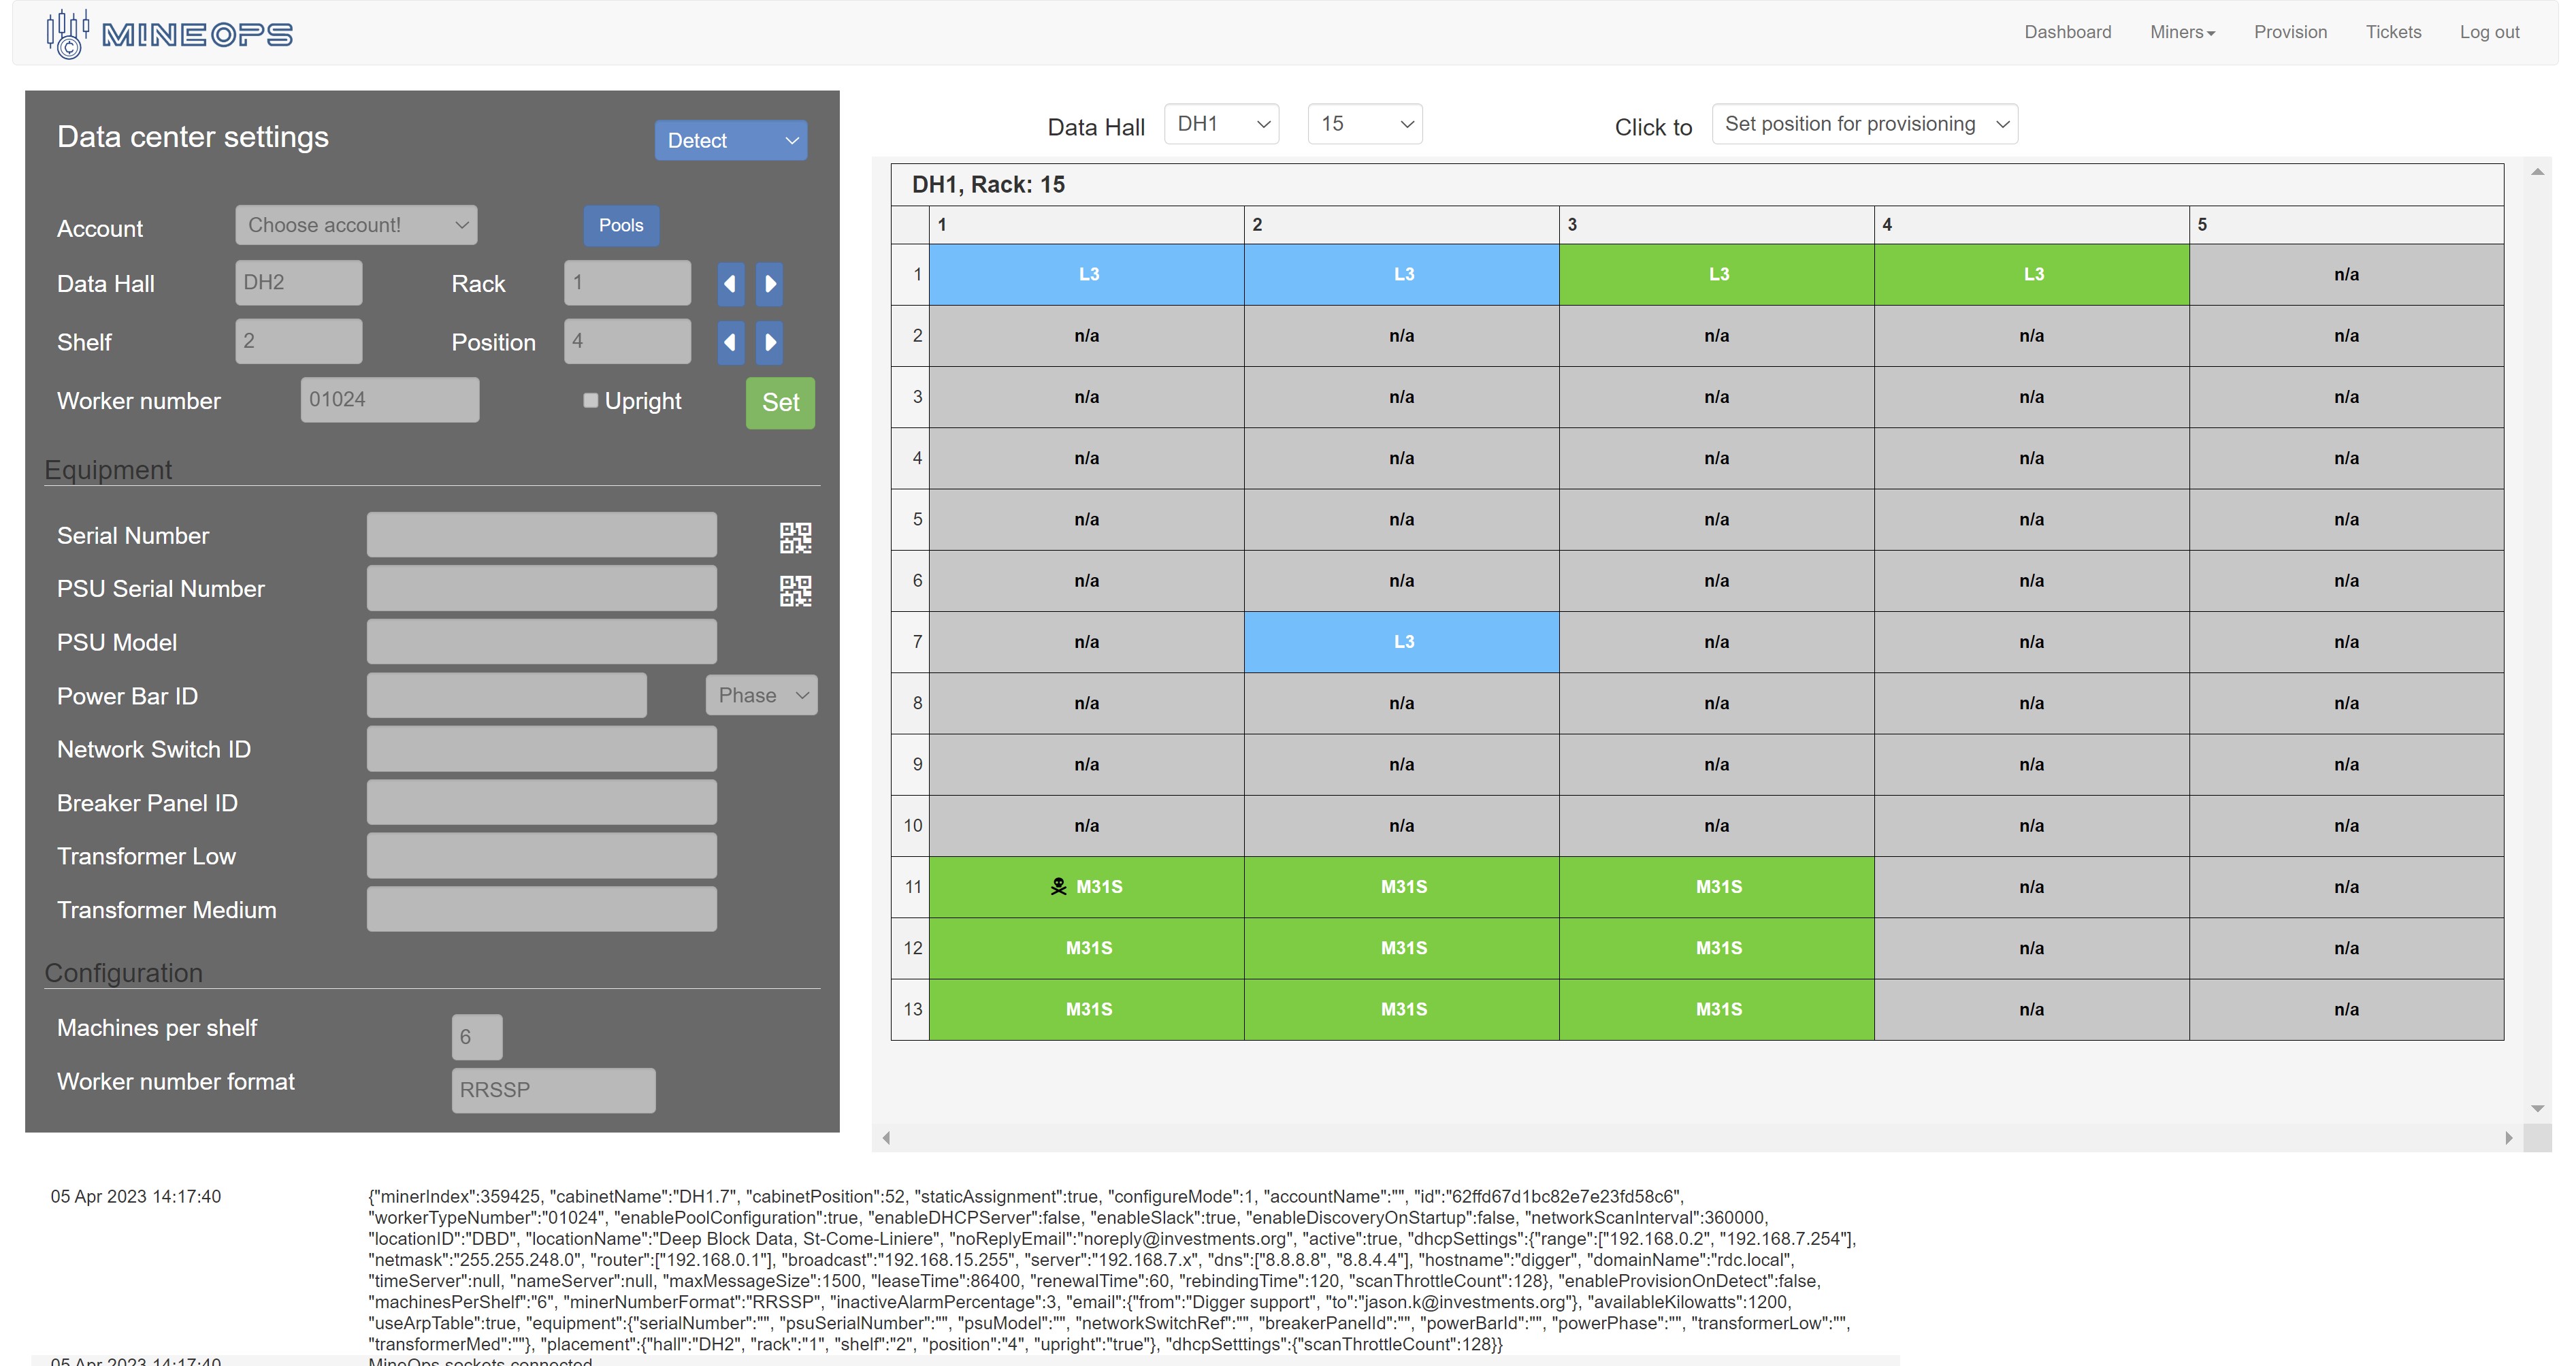 MINEOPS
Dashboard Miners Provision Tickets Log out
Data center settings
Detect
Account Choose account! Pools
Data Hall DH2 Rack 1
Shelf 2 Position 4
Worker number 01024 Upright Set
Equipment
Serial Number
PSU Serial Number
PSU Model
Power Bar ID Phase
Network Switch ID
Breaker Panel ID
Transformer Low
Transformer Medium
Configuration
Machines per shelf 6
Worker number format RRSSP
Data Hall DH1 15 Click to Set position for provisioning
DH1, Rack: 15
1 2 3 4 5
1 L3 L3 L3 L3 n/a
2 n/a n/a n/a n/a n/a
3 n/a n/a n/a n/a n/a
4 n/a n/a n/a n/a n/a
5 n/a n/a n/a n/a n/a
6 n/a n/a n/a n/a n/a
7 n/a L3 n/a n/a n/a
8 n/a n/a n/a n/a n/a
9 n/a n/a n/a n/a n/a
10 n/a n/a n/a n/a n/a
11 M31S M31S M31S n/a n/a
12 M31S M31S M31S n/a n/a
13 M31S M31S M31S n/a n/a
05 Apr 2023 14:17:40 {"minerIndex":359425, "cabinetName":"DH1.7", "cabinetPosition":52, "staticAssignment":true, "configureMode":1, "accountName":"", "id":"62ffd67d1bc82e7e23fd58c6",
"workerTypeNumber":"01024", "enablePoolConfiguration":true, "enableDHCPServer":false, "enableSlack":true, "enableDiscoveryOnStartup":false, "networkScanInterval":360000,
"locationID":"DBD", "locationName":"Deep Block Data, St-Come-Liniere", "noReplyEmail":"noreply@investments.org", "active":true, "dhcpSettings":{"range":["192.168.0.2", "192.168.7.254"],
"netmask":"255.255.248.0", "router":["192.168.0.1"], "broadcast":"192.168.15.255", "server":"192.168.7.x", "dns":["8.8.8.8", "8.8.4.4"], "hostname":"digger", "domainName":"rdc.local",
"timeServer":null, "nameServer":null, "maxMessageSize":1500, "leaseTime":86400, "renewalTime":60, "rebindingTime":120, "scanThrottleCount":128}, "enableProvisionOnDetect":false,
"machinesPerShelf":"6", "minerNumberFormat":"RRSSP", "inactiveAlarmPercentage":3, "email":{"from":"Digger support", "to":"jason.k@investments.org"}, "availableKilowatts":1200,
"useArpTable":true, "equipment":{"serialNumber":"", "psuSerialNumber":"", "psuModel":"", "networkSwitchRef":"", "breakerPanelId":"", "powerBarId":"", "powerPhase":"", "transformerLow":"",
"transformerMed":""}, "placement":{"hall":"DH2", "rack":"1", "shelf":"2", "position":"4", "upright":"true"}, "dhcpSetttings":{"scanThrottleCount":128}}
05 Apr 2023 14:17:40 MineOps sockets connected